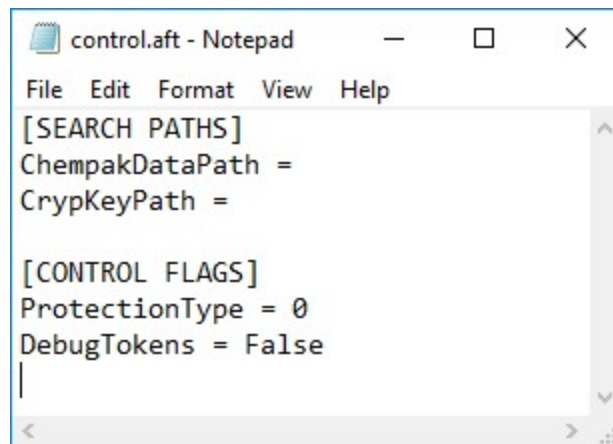 control.aft - Notepad
File Edit Format View Help
[SEARCH PATHS]
ChempakDataPath =
CrypKeyPath =
[CONTROL FLAGS]
ProtectionType = 0
DebugTokens = False